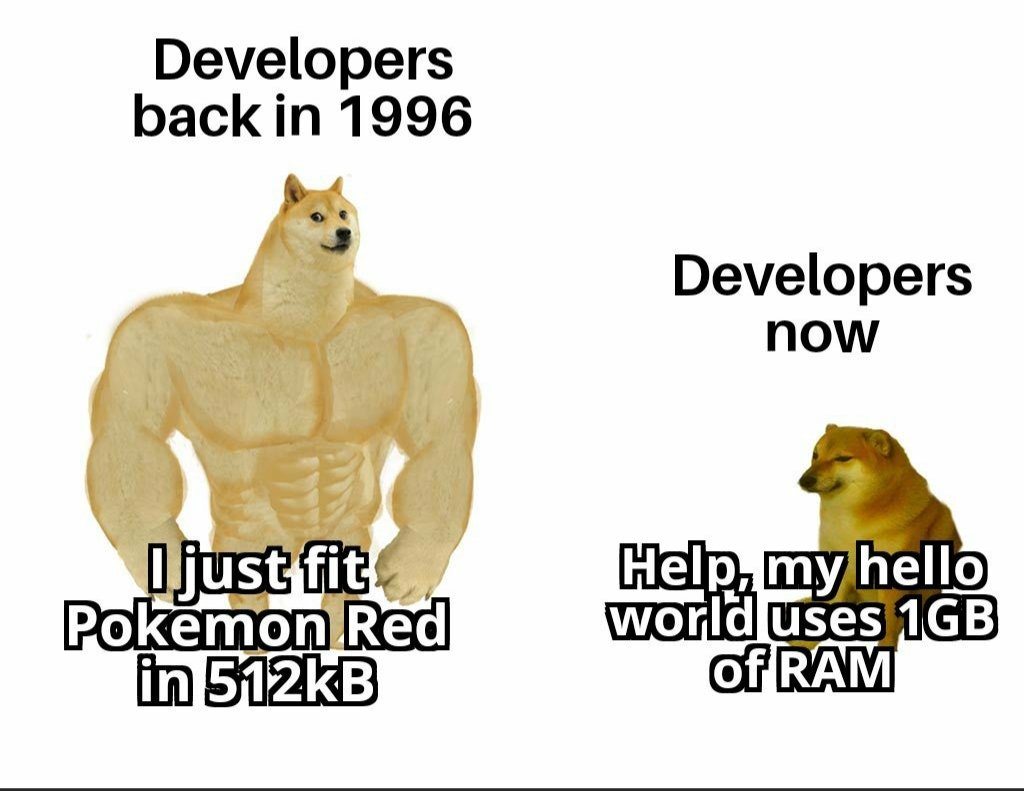 Developers
back in 1996
Developers
now
I just fit
Pokemon Red
in 512kB
Help, my hello
world uses 1GB
of RAM